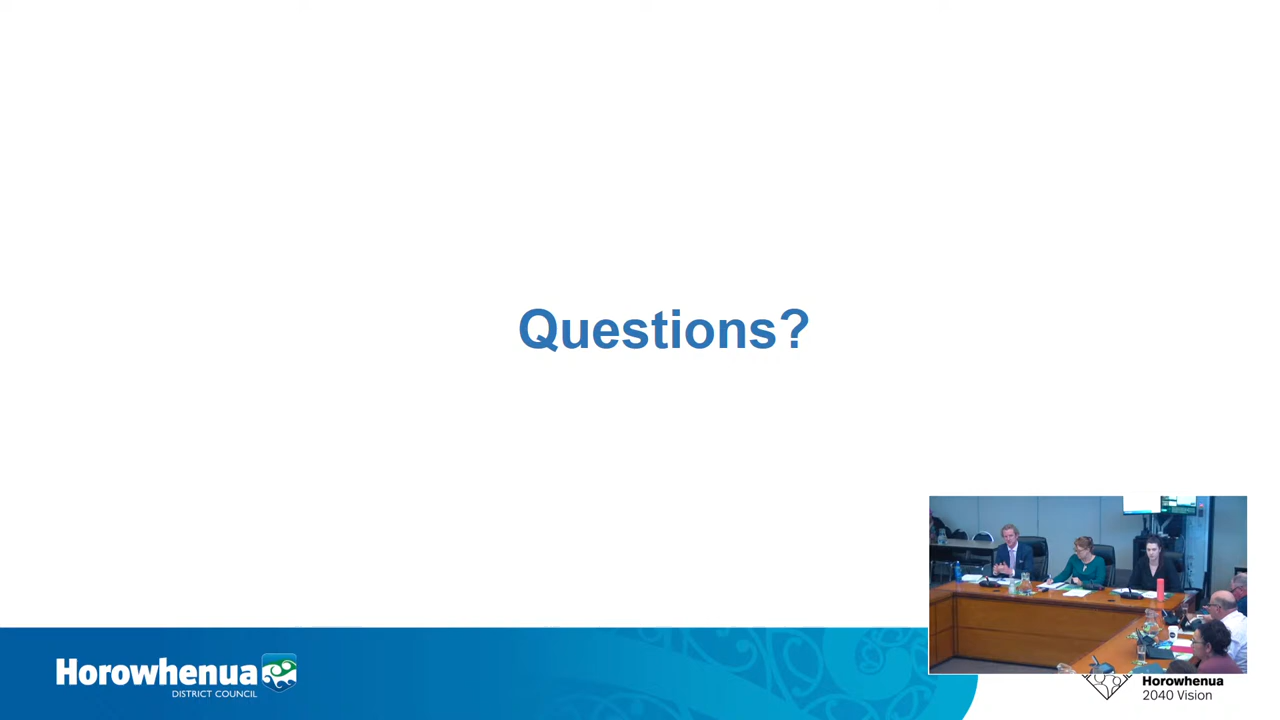 Questions?
Horowhenua
DISTRICT COUNCIL
Horowhenua
2040 Vision